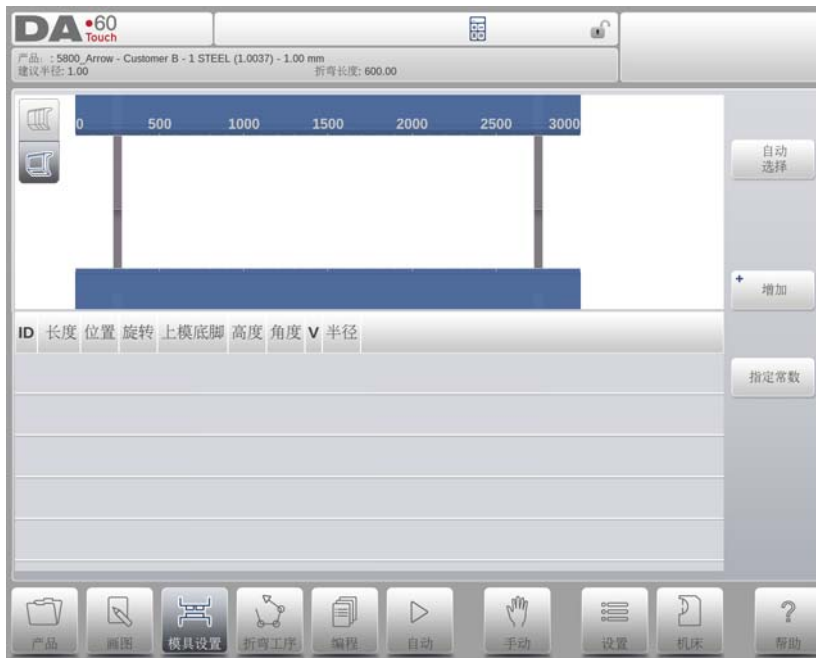 DA•60
Touch
产品: : 5800_Arrow - Customer B - 1 STEEL (1.0037) - 1.00 mm
建议半径: 1.00 折弯长度: 600.00
0 500 1000 1500 2000 2500 3000
自动
选择
+ 增加
ID 长度 位置 旋转 上模底脚 高度 角度 V 半径
指定常数
产品 画图 模具设置 折弯工序 编程 自动 手动 设置 机床 帮助